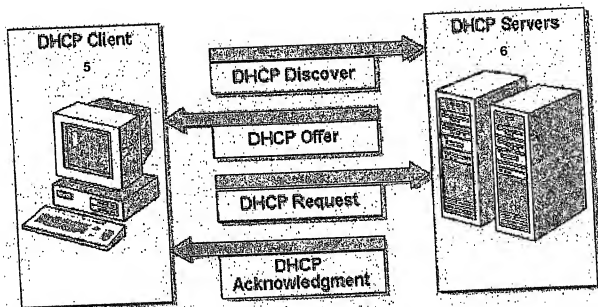 DHCP Client
5
DHCP Servers
6
DHCP Discover
DHCP Offer
DHCP Request
DHCP
Acknowledgment